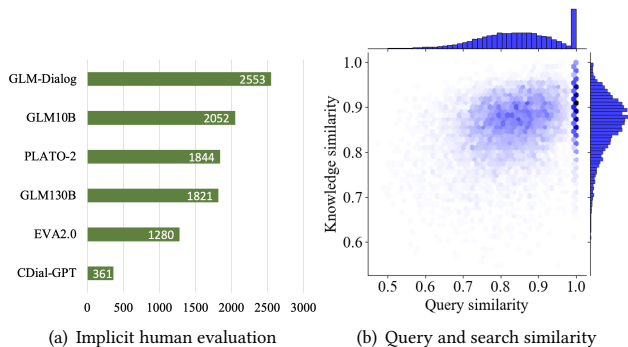 GLM-Dialog
2553
GLM10B
2052
PLATO-2
1844
GLM130B
1821
EVA2.0
1280
CDial-GPT
361
0 500 1000 1500 2000 2500 3000
(a) Implicit human evaluation
Knowledge similarity
1.0
0.9
0.8
0.7
0.6
0.5 0.6 0.7 0.8 0.9 1.0
Query similarity
(b) Query and search similarity